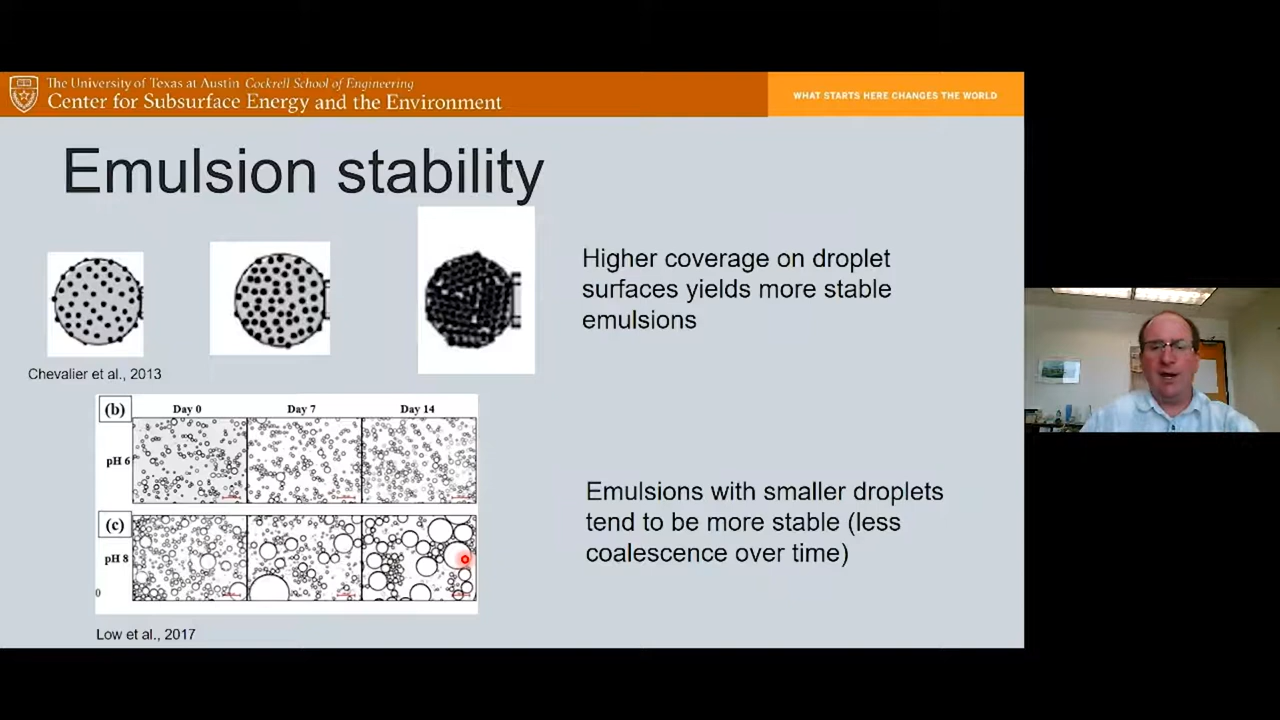 The University of Texas at Austin Cockrell School of Engineering
Center for Subsurface Energy and the Environment
WHAT STARTS HERE CHANGES THE WORLD
Emulsion stability
Higher coverage on droplet
surfaces yields more stable
emulsions
Chevalier et al., 2013
(b)
Day 0
Day 7
Day 14
pH 6
(c)
pH 8
0
Emulsions with smaller droplets
tend to be more stable (less
coalescence over time)
Low et al., 2017